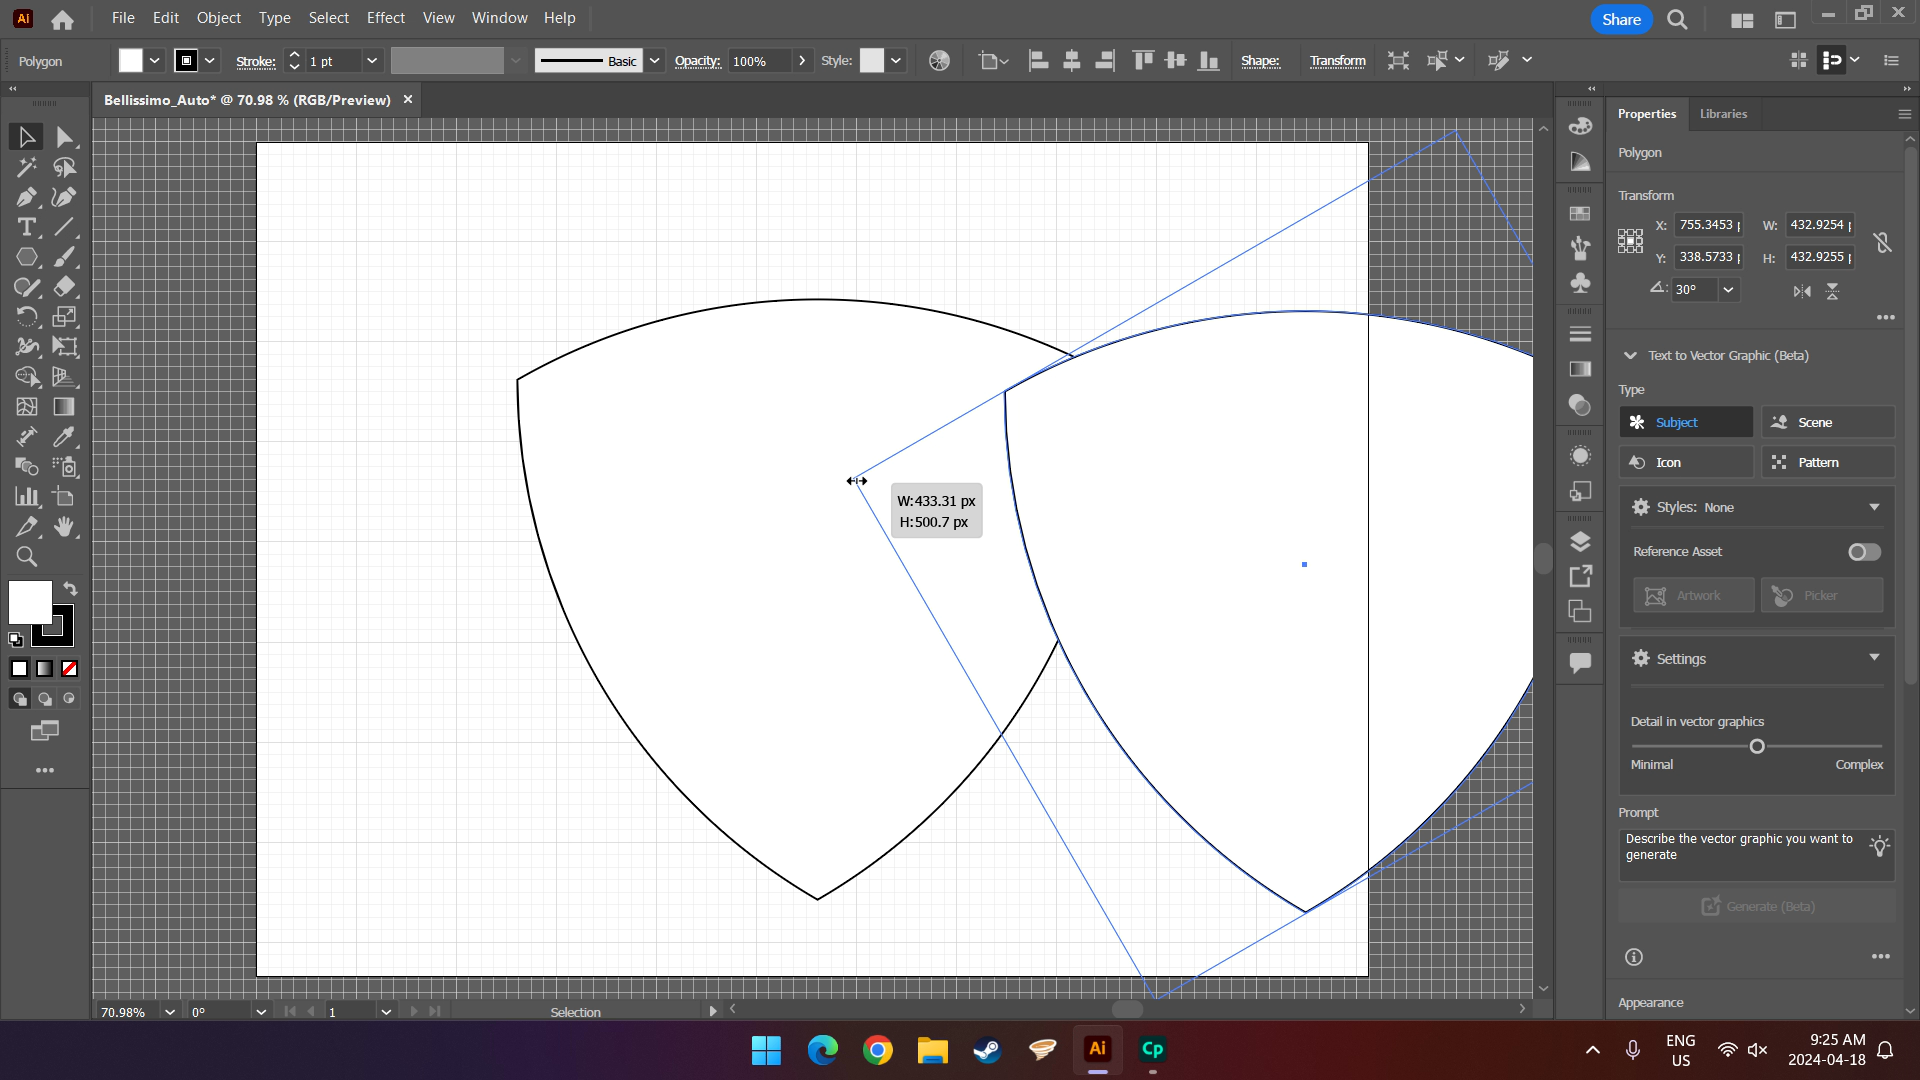 Ai File Edit Object Type Select Effect View Window Help Share
Polygon Stroke: 1 pt Basic Opacity: 100% Style: Shape: Transform
Bellissimo_Auto* @ 70.98 % (RGB/Preview)
W:433.31 px
H:500.7 px
70.98% 0° 1 Selection
Properties Libraries
Polygon
Transform
X: 755.3453 W: 432.9254
Y: 338.5733 H: 432.9255
30°
Text to Vector Graphic (Beta)
Type
Subject Scene
Icon Pattern
Styles: None
Reference Asset
Artwork Picker
Settings
Detail in vector graphics
Minimal Complex
Prompt
Describe the vector graphic you want to
generate
Generate (Beta)
Appearance
Ai Cp
ENG
US
9:25 AM
2024-04-18